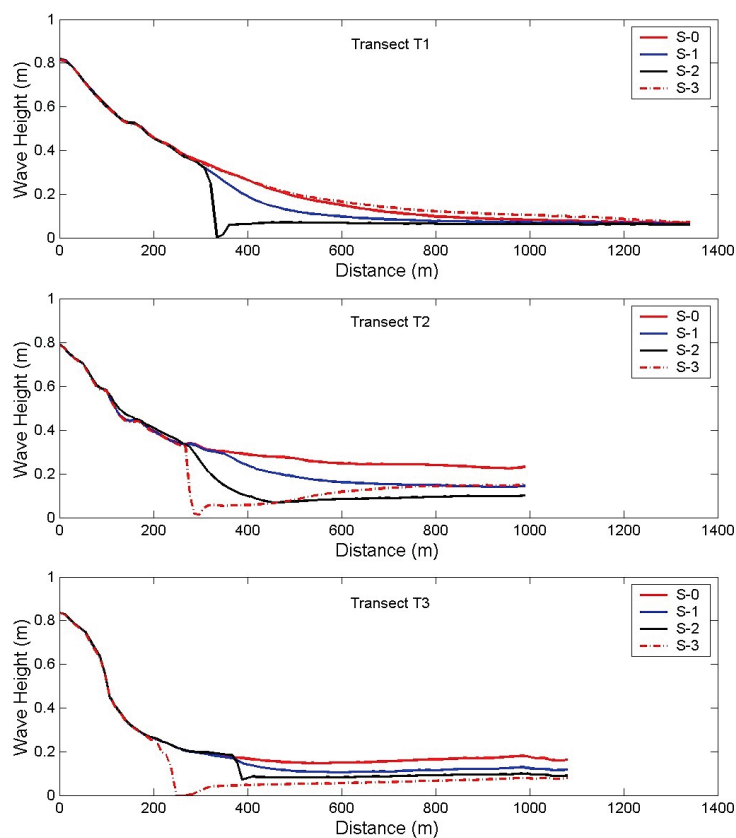 Transect T1
S-0
S-1
S-2
S-3
Wave Height (m)
1
0.8
0.6
0.4
0.2
0
0 200 400 600 800 1000 1200 1400
Distance (m)
Transect T2
S-0
S-1
S-2
S-3
Wave Height (m)
1
0.8
0.6
0.4
0.2
0
0 200 400 600 800 1000 1200 1400
Distance (m)
Transect T3
S-0
S-1
S-2
S-3
Wave Height (m)
1
0.8
0.6
0.4
0.2
0
0 200 400 600 800 1000 1200 1400
Distance (m)